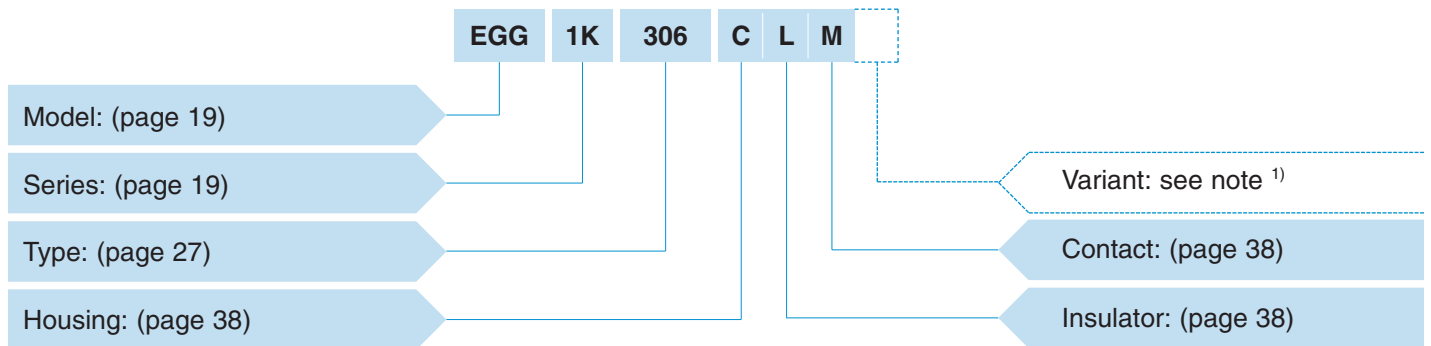 EGG 1K 306 C L M
Model: (page 19)
Series: (page 19)
Variant: see note 1)
Type: (page 27)
Contact: (page 38)
Housing: (page 38)
Insulator: (page 38)